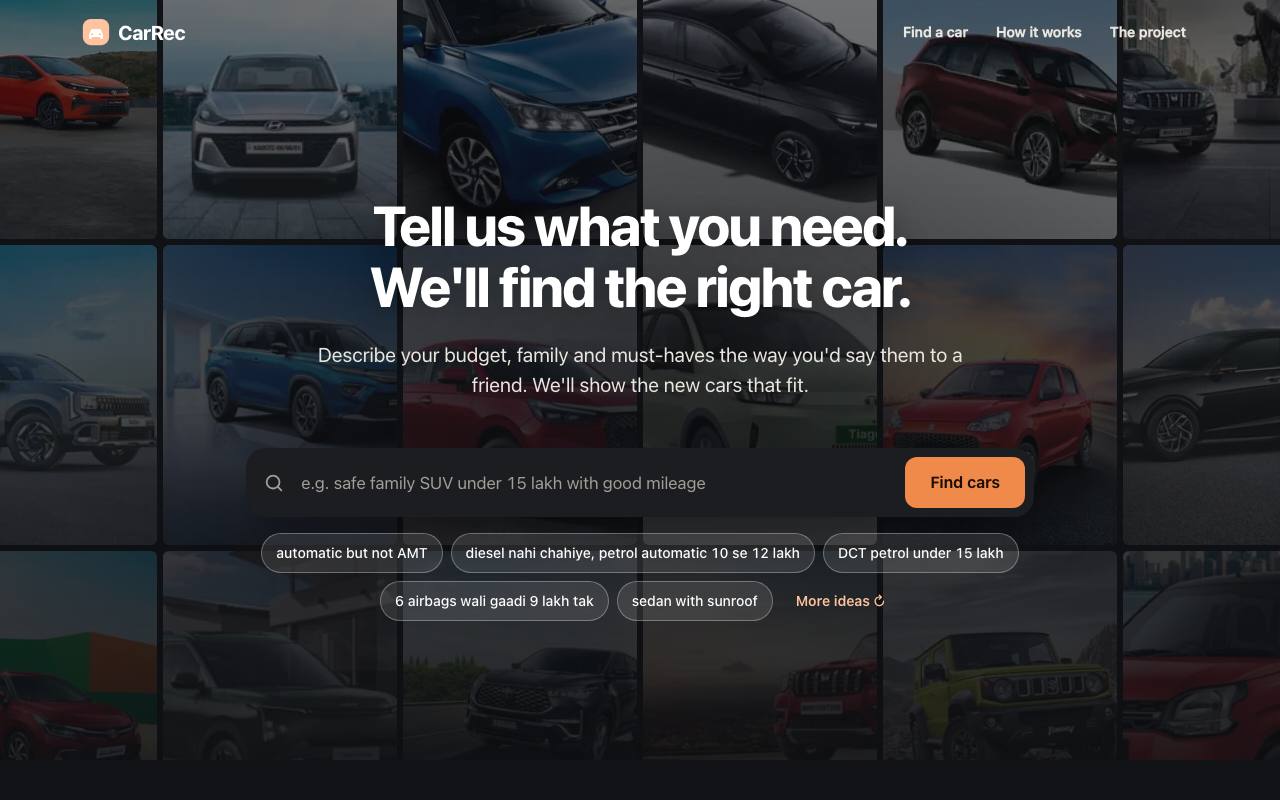 CarRec
Find a car
How it works
The project
Tell us what you need.
We'll find the right car.
Describe your budget, family and must-haves the way you'd say them to a
friend. We'll show the new cars that fit.
Tiago
e.g. safe family SUV under 15 lakh with good mileage
Find cars
automatic but not AMT
diesel nahi chahiye, petrol automatic 10 se 12 lakh
DCT petrol under 15 lakh
6 airbags wali gaadi 9 lakh tak
sedan with sunroof
More ideas ↻
Jimny